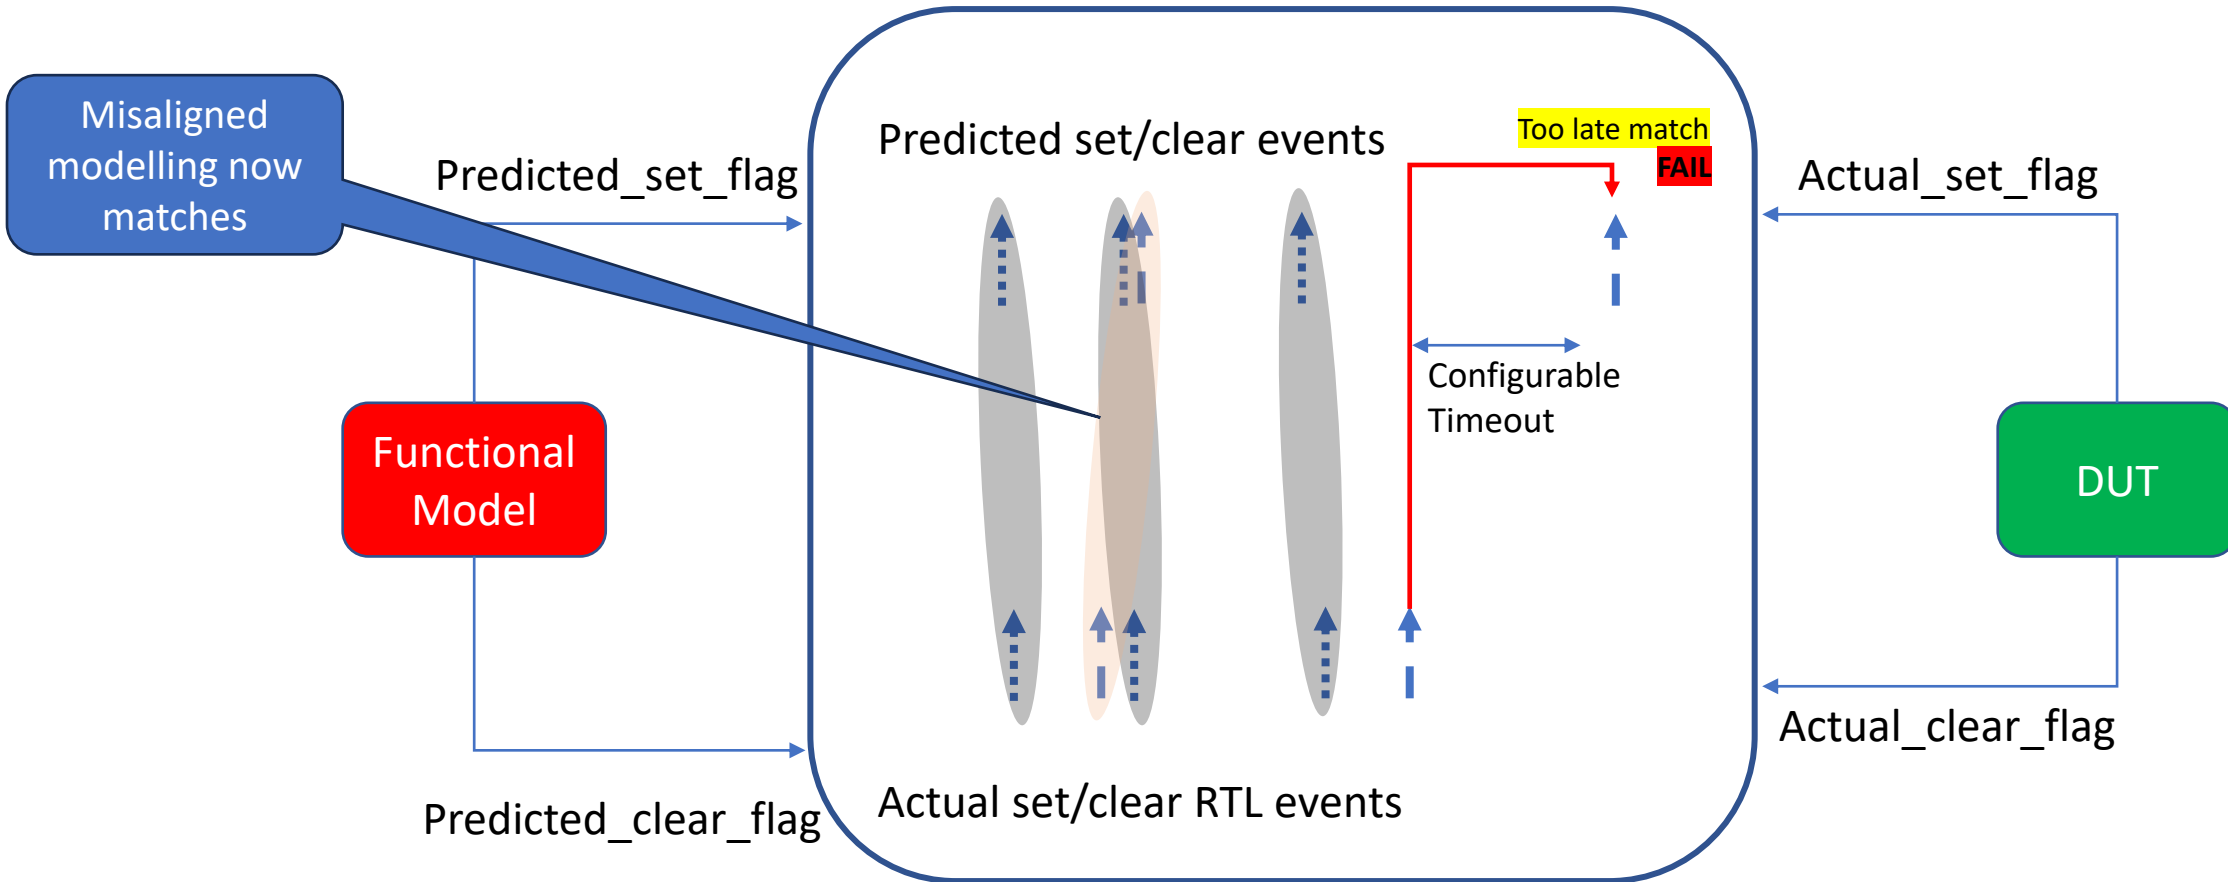 Misaligned
modelling now
matches
Predicted_set_flag
Predicted set/clear events
Too late match
FAIL
Actual_set_flag
Configurable
Timeout
Functional
Model
DUT
Actual_clear_flag
Predicted_clear_flag
Actual set/clear RTL events